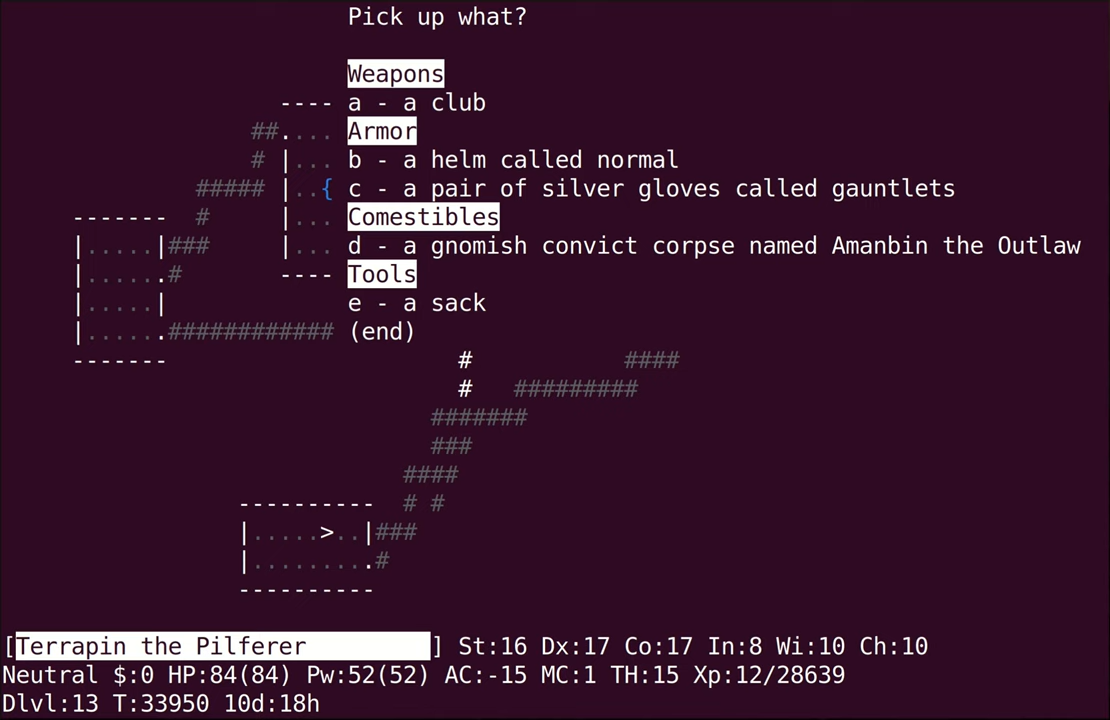 Pick up what?
Weapons
---- a - a club
##.... Armor
# |... b - a helm called normal
##### |..{ c - a pair of silver gloves called gauntlets
------- # |... Comestibles
|.....|### |... d - a gnomish convict corpse named Amanbin the Outlaw
|......# ---- Tools
|.....| e - a sack
|......############ (end)
------- # ####
# #########
#######
###
####
---------- # #
|.....>..|###
|.........#
----------
[Terrapin the Pilferer ] St:16 Dx:17 Co:17 In:8 Wi:10 Ch:10
Neutral $:0 HP:84(84) Pw:52(52) AC:-15 MC:1 TH:15 Xp:12/28639
Dlvl:13 T:33950 10d:18h